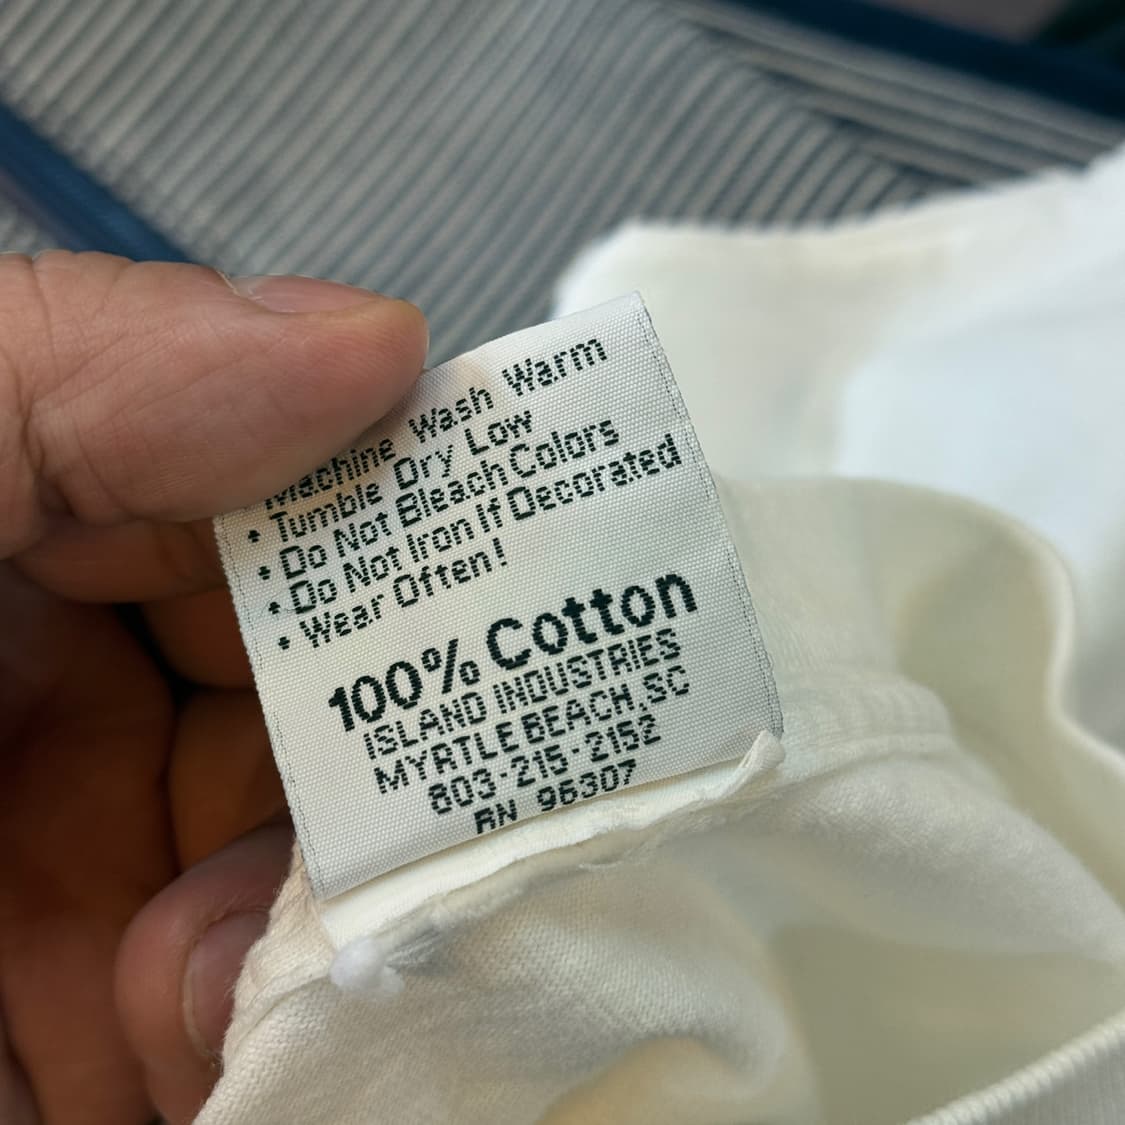 Machine Wash Warm
• Tumble Dry Low
• Do Not Bleach Colors
• Do Not Iron If Decorated
• Wear Often!
100% Cotton
ISLAND INDUSTRIES
MYRTLE BEACH, SC
803-215-2152
RN 96307